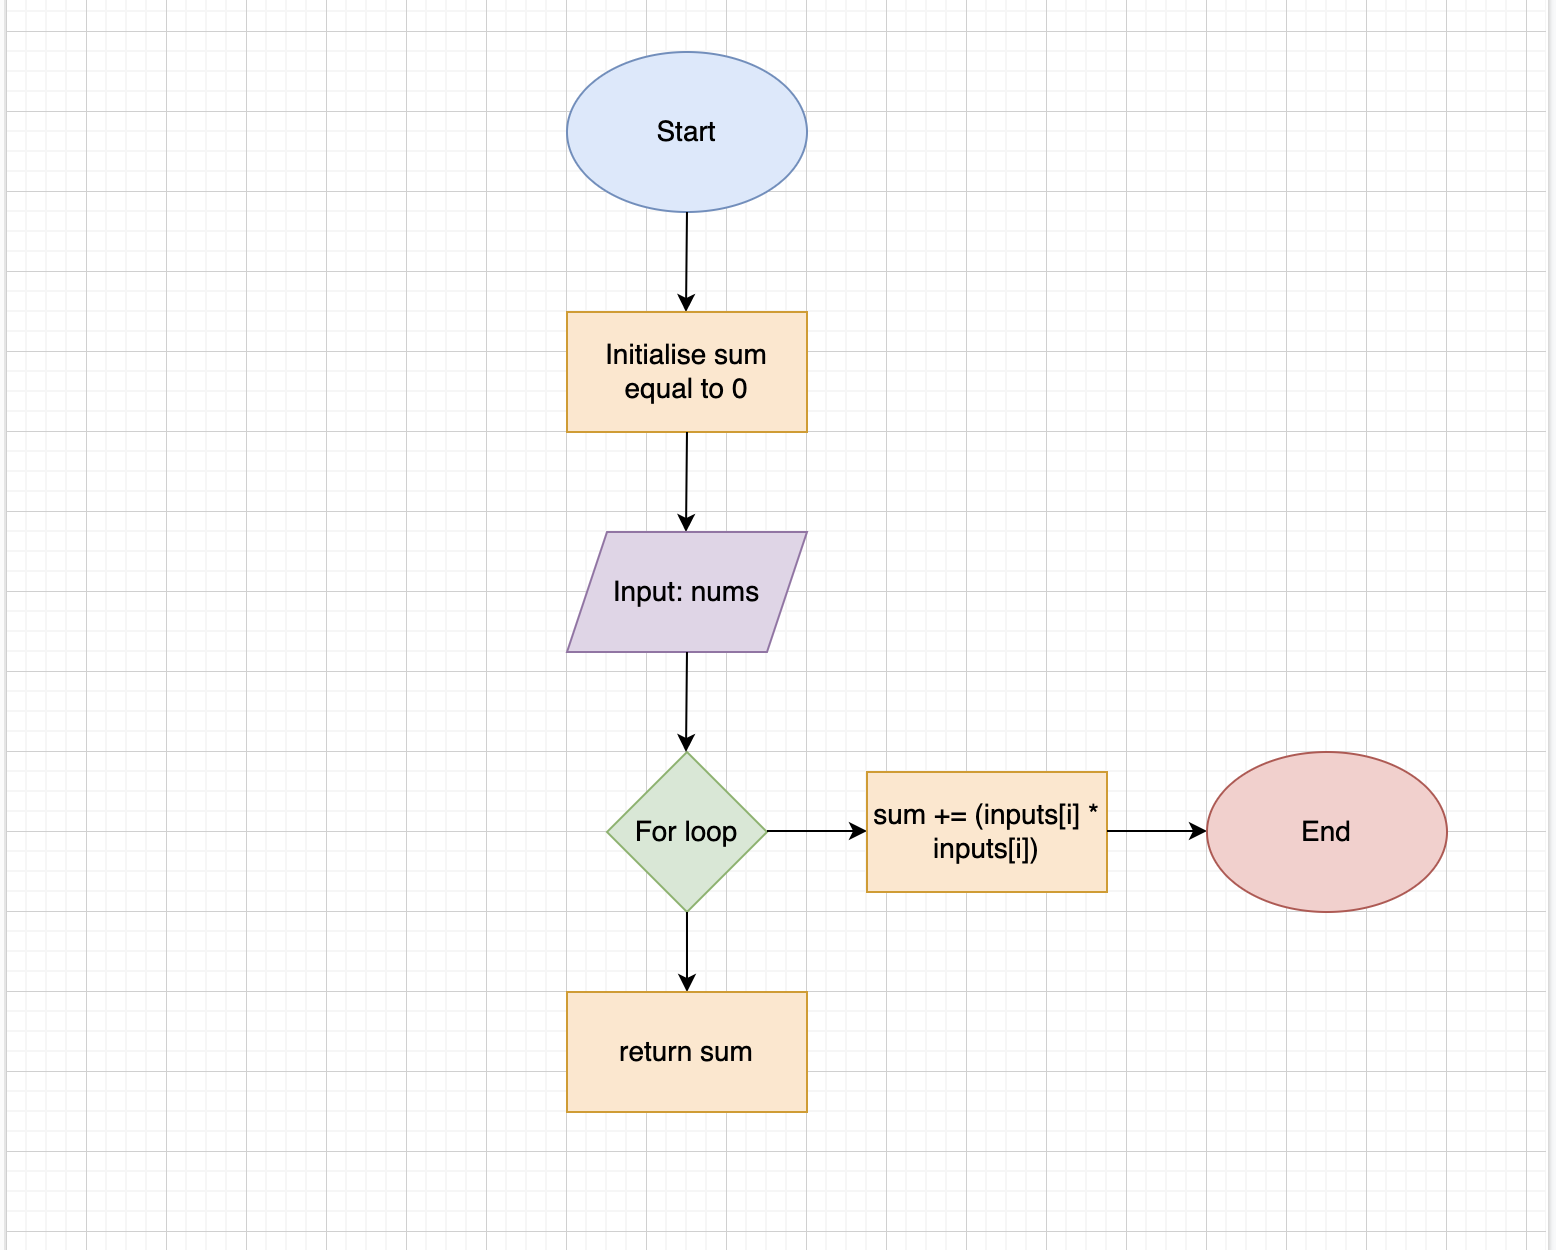 Start
Initialise sum
equal to 0
Input: nums
For loop
sum += (inputs[i] *
inputs[i])
End
return sum